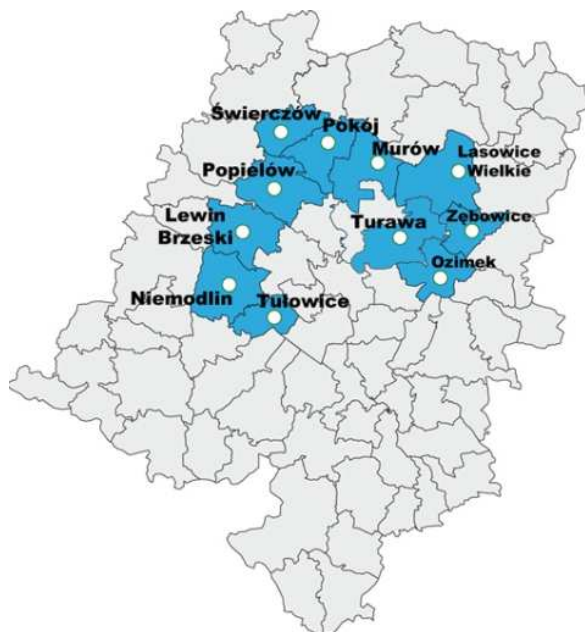 Świerczów
Pokój
Murów
Lasowice
Wielkie
Popielów
Lewin
Brzeski
Turawa
Zębowice
Ozimek
Niemodlin
Tułowice